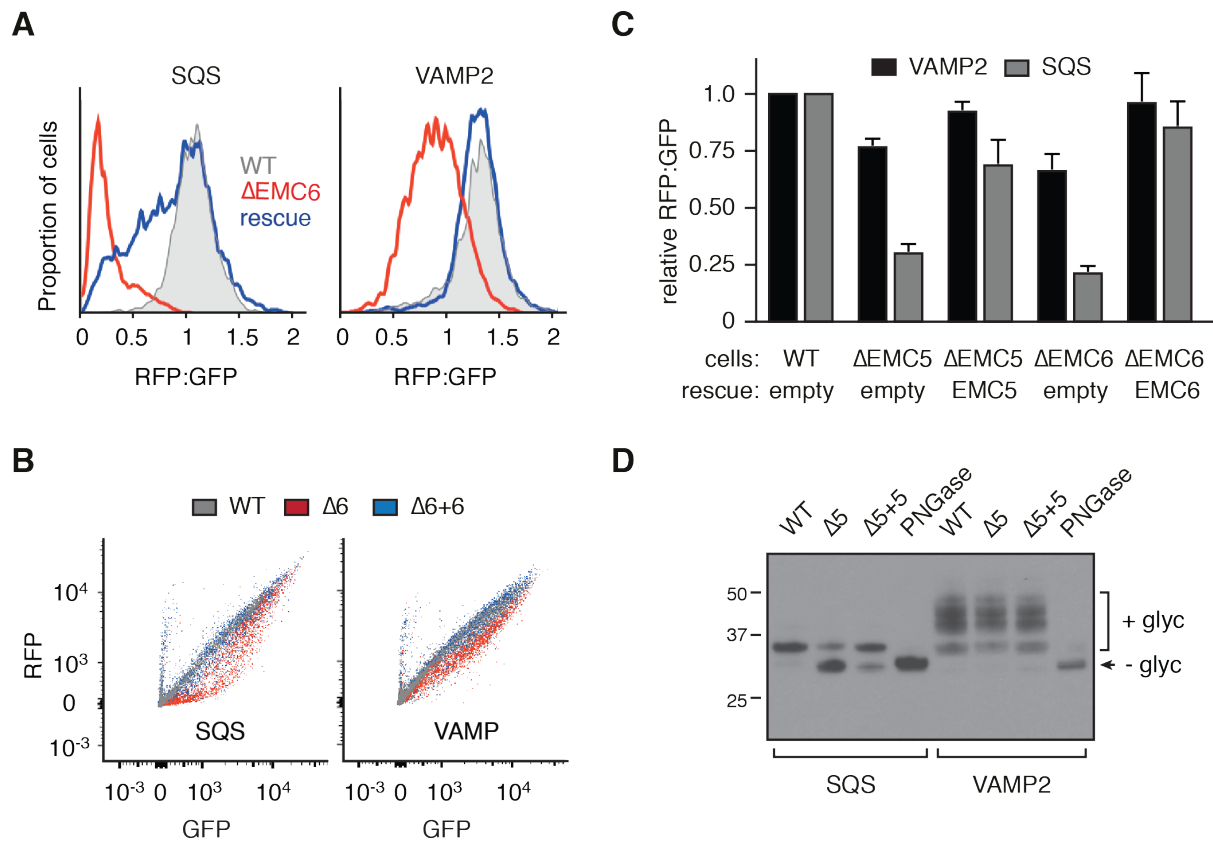 A
SQS
VAMP2
Proportion of cells
WT
ΔEMC6
rescue
0 0.5 1 1.5 2
0 0.5 1 1.5 2
RFP:GFP
RFP:GFP
B
WT Δ6 Δ6+6
RFP
10⁴
10³
0
10⁻³
SQS
VAMP
10⁻³ 0 10³ 10⁴
10⁻³ 0 10³ 10⁴
GFP
GFP
C
VAMP2 SQS
relative RFP:GFP
1.0
0.75
0.50
0.25
0
cells: WT ΔEMC5 ΔEMC5 ΔEMC6 ΔEMC6
rescue: empty empty EMC5 empty EMC6
D
WT Δ5 Δ5+5 PNGase WT Δ5 Δ5+5 PNGase
50
37
25
+ glyc
- glyc
SQS
VAMP2